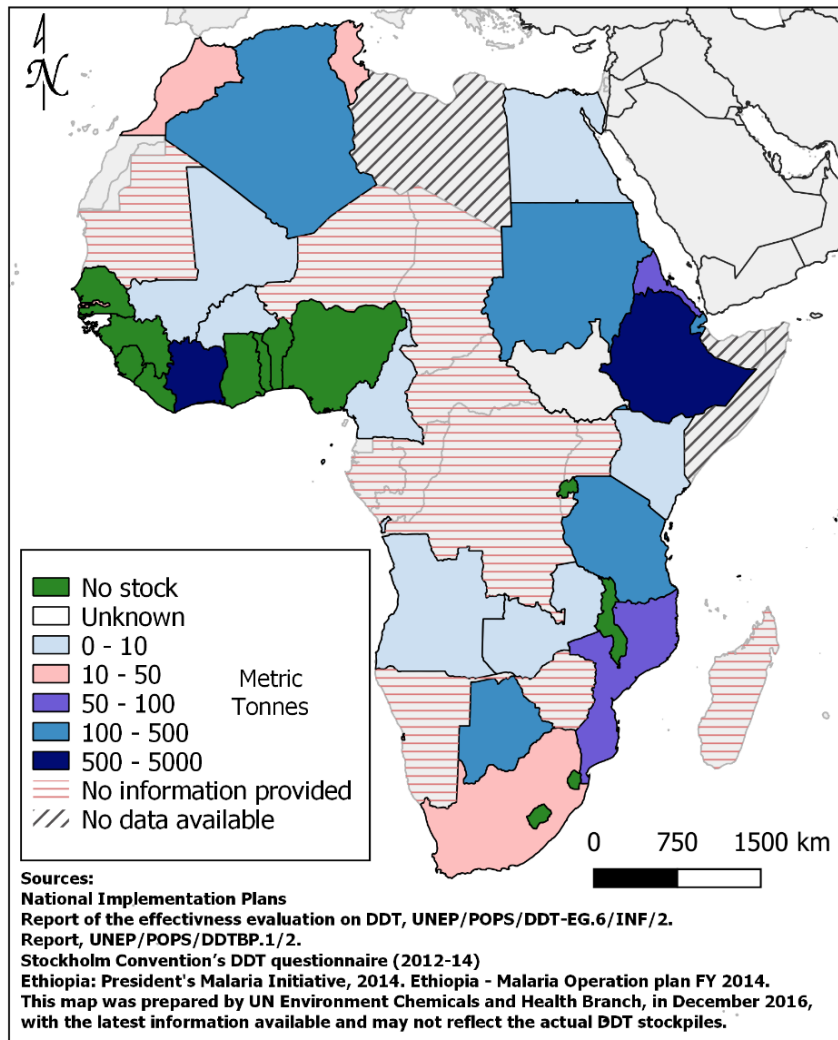 N
No stock
Unknown
0 - 10
10 - 50
50 - 100
100 - 500
500 - 5000
Metric
Tonnes
No information provided
No data available
0 750 1500 km
Sources:
National Implementation Plans
Report of the effectivness evaluation on DDT, UNEP/POPS/DDT-EG.6/INF/2.
Report, UNEP/POPS/DDTBP.1/2.
Stockholm Convention's DDT questionnaire (2012-14)
Ethiopia: President's Malaria Initiative, 2014. Ethiopia - Malaria Operation plan FY 2014.
This map was prepared by UN Environment Chemicals and Health Branch, in December 2016,
with the latest information available and may not reflect the actual DDT stockpiles.